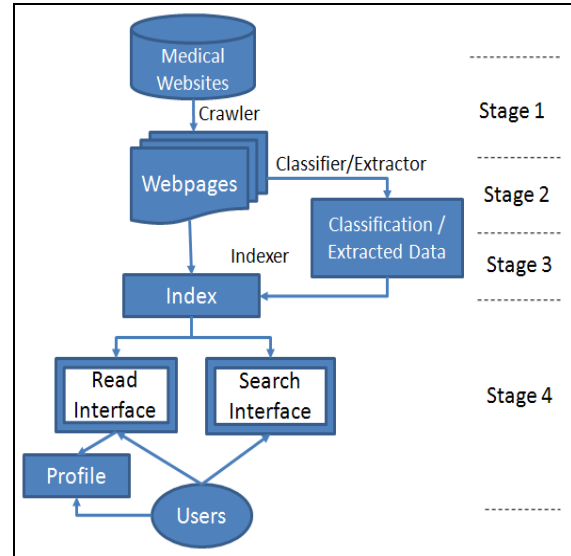 Medical
Websites
Crawler
Stage 1
Classifier/Extractor
Webpages
Stage 2
Classification /
Extracted Data
Indexer
Stage 3
Index
Read
Interface
Search
Interface
Stage 4
Profile
Users